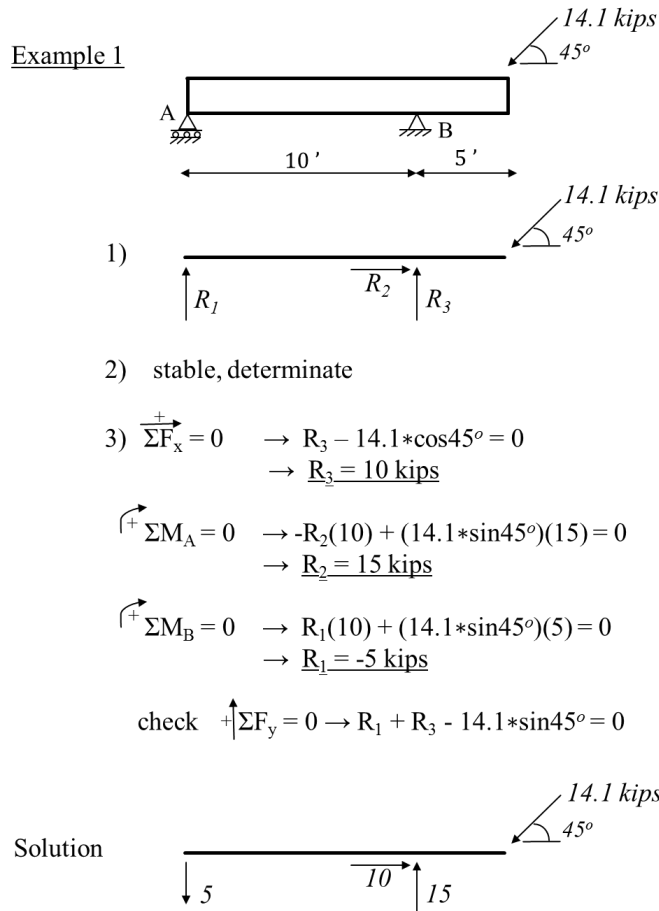 14.1 kips
Example 1
45°
A
B
10 '
5 '
14.1 kips
45°
1)
R₁
R₂
R₃
2) stable, determinate
3) ΣFₓ = 0 → R₃ – 14.1*cos45° = 0
+
→ R₃ = 10 kips
+ ΣM_A = 0 → -R₂(10) + (14.1*sin45°)(15) = 0
→ R₂ = 15 kips
+ ΣM_B = 0 → R₁(10) + (14.1*sin45°)(5) = 0
→ R₁ = -5 kips
check + ΣF_y = 0 → R₁ + R₃ - 14.1*sin45° = 0
14.1 kips
45°
Solution
5
10
15